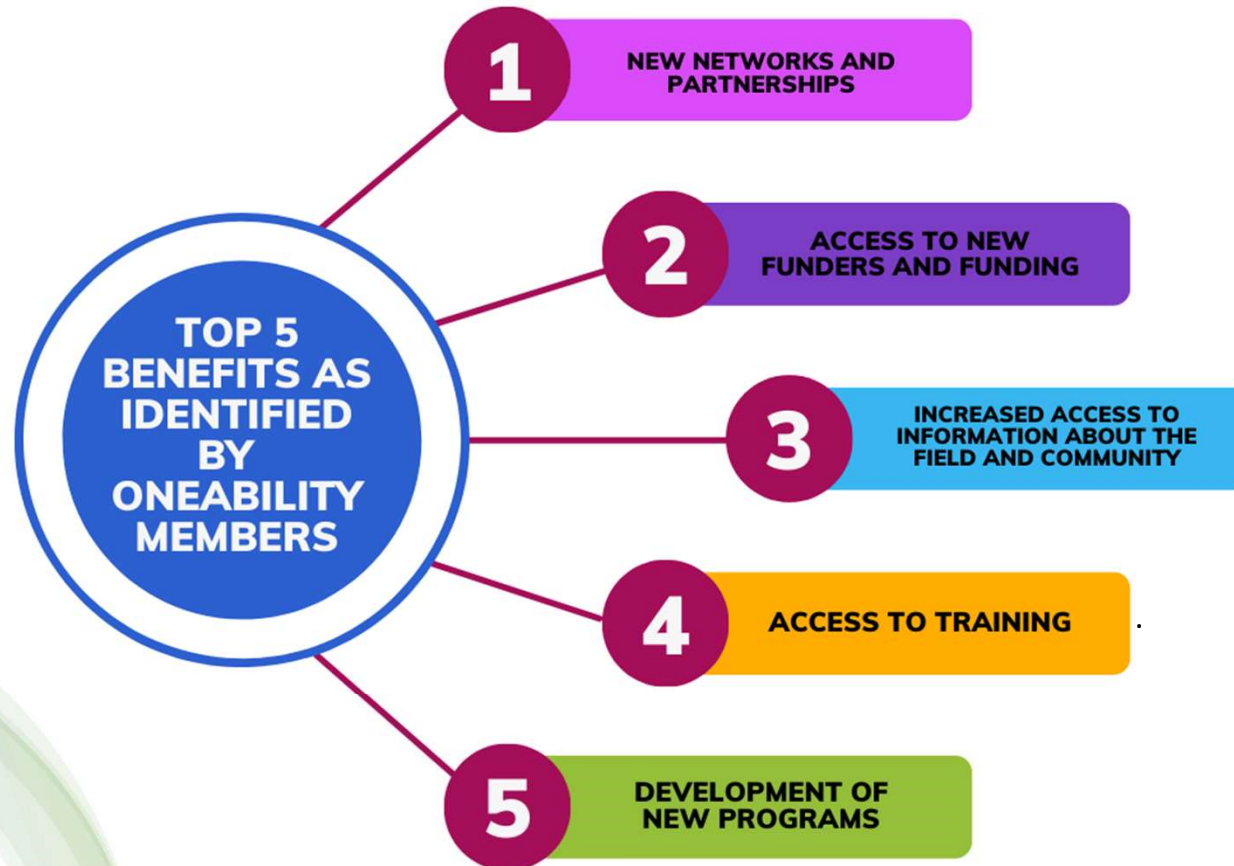 TOP 5
BENEFITS AS
IDENTIFIED
BY
ONEABILITY
MEMBERS
1
NEW NETWORKS AND
PARTNERSHIPS
2
ACCESS TO NEW
FUNDERS AND FUNDING
3
INCREASED ACCESS TO
INFORMATION ABOUT THE
FIELD AND COMMUNITY
4
ACCESS TO TRAINING .
5
DEVELOPMENT OF
NEW PROGRAMS